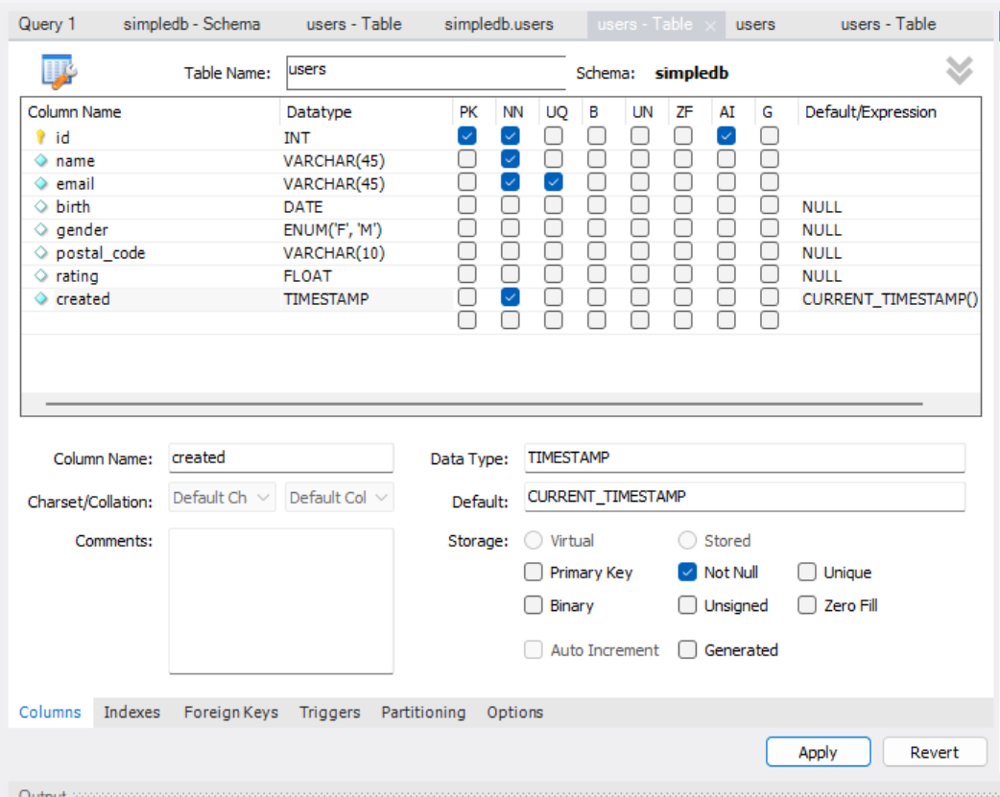 Query 1 simpledb - Schema users - Table simpledb.users users - Table × users users - Table
Table Name: users Schema: simpledb
Column Name Datatype PK NN UQ B UN ZF AI G Default/Expression
id INT
name VARCHAR(45)
email VARCHAR(45)
birth DATE NULL
gender ENUM('F', 'M') NULL
postal_code VARCHAR(10) NULL
rating FLOAT NULL
created TIMESTAMP CURRENT_TIMESTAMP()
Column Name: created Data Type: TIMESTAMP
Charset/Collation: Default Ch Default Col Default: CURRENT_TIMESTAMP
Comments: Storage: Virtual Stored
Primary Key Not Null Unique
Binary Unsigned Zero Fill
Auto Increment Generated
Columns Indexes Foreign Keys Triggers Partitioning Options
Apply Revert
Output